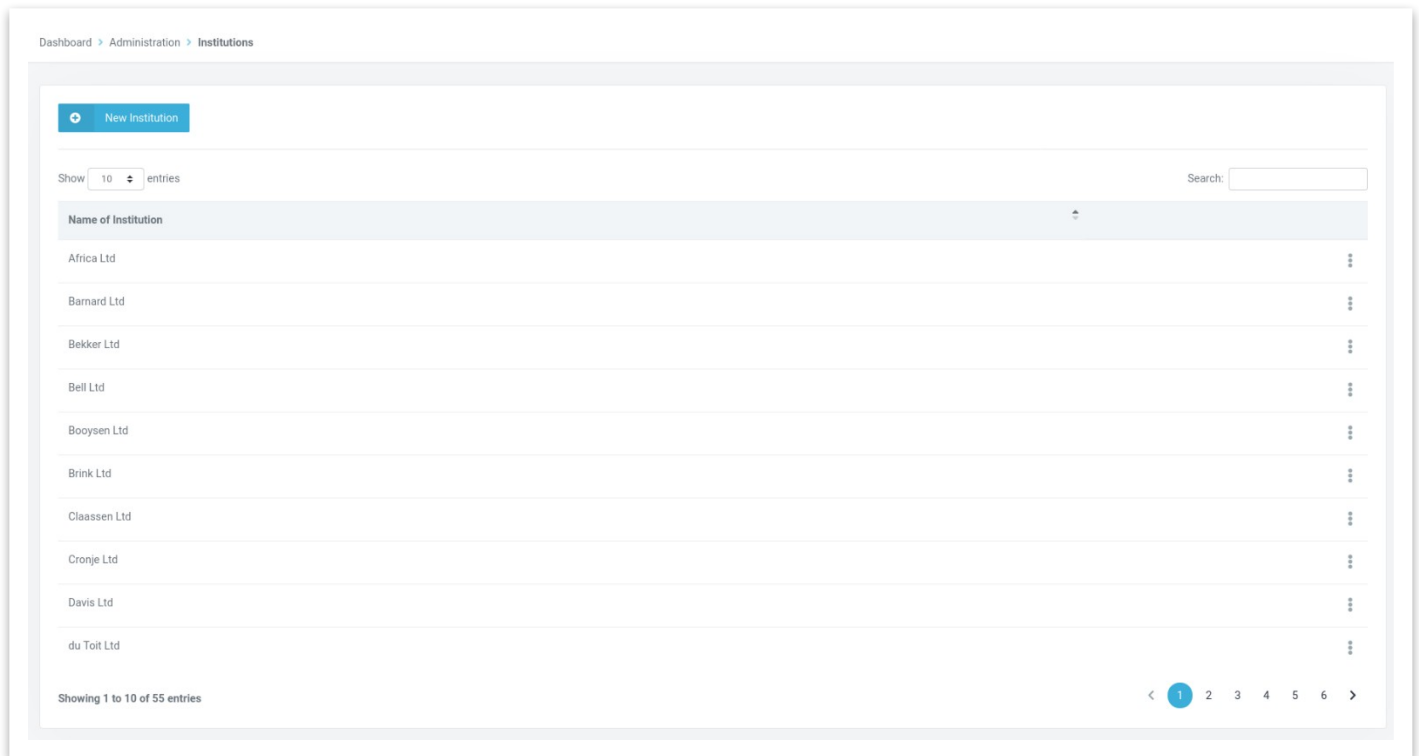 Dashboard > Administration > Institutions
New Institution
Show 10 entries Search:
Name of Institution
Africa Ltd
Barnard Ltd
Bekker Ltd
Bell Ltd
Booysen Ltd
Brink Ltd
Claassen Ltd
Cronje Ltd
Davis Ltd
du Toit Ltd
Showing 1 to 10 of 55 entries < 1 2 3 4 5 6 >